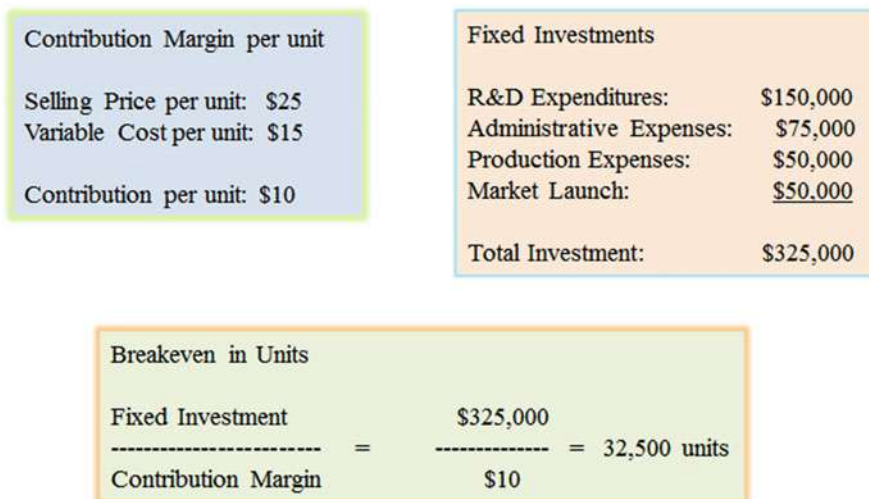 Contribution Margin per unit
Selling Price per unit: $25
Variable Cost per unit: $15
Contribution per unit: $10
Fixed Investments
R&D Expenditures: $150,000
Administrative Expenses: $75,000
Production Expenses: $50,000
Market Launch: $50,000
Total Investment: $325,000
Breakeven in Units
Fixed Investment $325,000
-------------------------- = -------------- = 32,500 units
Contribution Margin $10